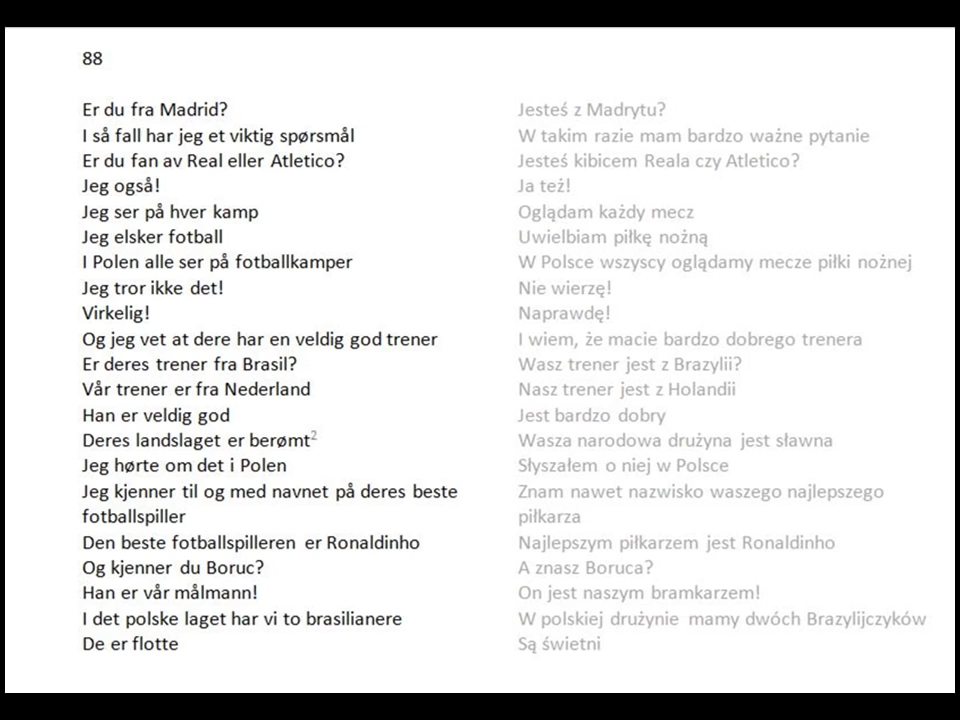 88
Er du fra Madrid?
I så fall har jeg et viktig spørsmål
Er du fan av Real eller Atletico?
Jeg også!
Jeg ser på hver kamp
Jeg elsker fotball
I Polen alle ser på fotballkamper
Jeg tror ikke det!
Virkelig!
Og jeg vet at dere har en veldig god trener
Er deres trener fra Brasil?
Vår trener er fra Nederland
Han er veldig god
Deres landslaget er berømt²
Jeg hørte om det i Polen
Jeg kjenner til og med navnet på deres beste
fotballspiller
Den beste fotballspilleren er Ronaldinho
Og kjenner du Boruc?
Han er vår målmann!
I det polske laget har vi to brasilianere
De er flotte
Jesteś z Madrytu?
W takim razie mam bardzo ważne pytanie
Jesteś kibicem Reala czy Atletico?
Ja też!
Oglądam każdy mecz
Uwielbiam piłkę nożną
W Polsce wszyscy oglądamy mecze piłki nożnej
Nie wierzę!
Naprawdę!
I wiem, że macie bardzo dobrego trenera
Wasz trener jest z Brazylii?
Nasz trener jest z Holandii
Jest bardzo dobry
Wasza narodowa drużyna jest sławna
Słyszałem o niej w Polsce
Znam nawet nazwisko waszego najlepszego
piłkarza
Najlepszym piłkarzem jest Ronaldinho
A znasz Boruca?
On jest naszym bramkarzem!
W polskiej drużynie mamy dwóch Brazylijczyków
Są świetni